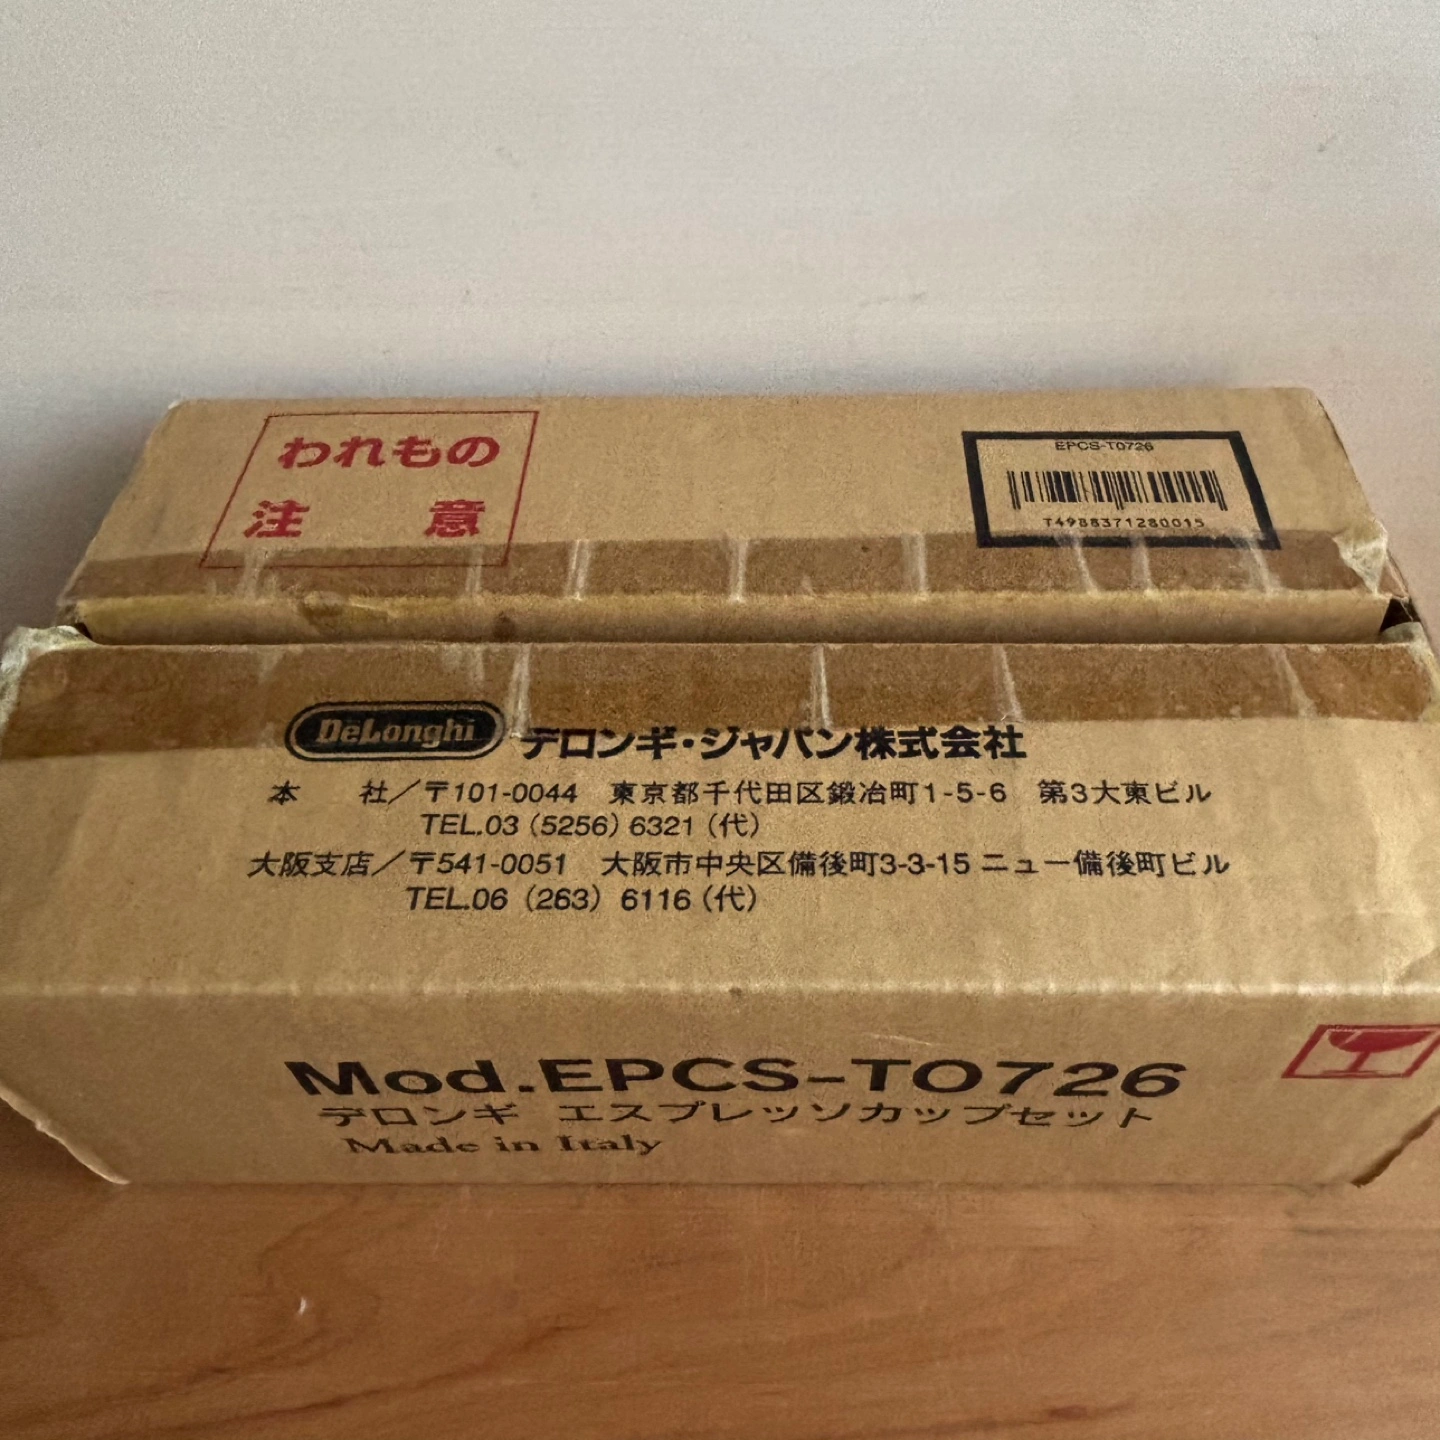 われもの
注 意
EPCS-T0726
T4988371280015
DeLonghi デロンギ・ジャパン株式会社
本 社／〒101-0044 東京都千代田区鍛冶町1-5-6 第3大東ビル
TEL.03（5256）6321（代）
大阪支店／〒541-0051 大阪市中央区備後町3-3-15 ニュー備後町ビル
TEL.06（263）6116（代）
Mod.EPCS-TO726
デロンギ エスプレッソカップセット
Made in Italy